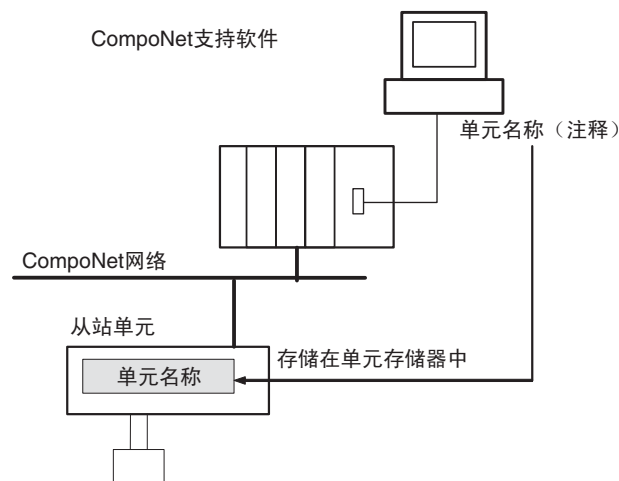 CompoNet支持软件
单元名称（注释）
CompoNet网络
从站单元
存储在单元存储器中
单元名称